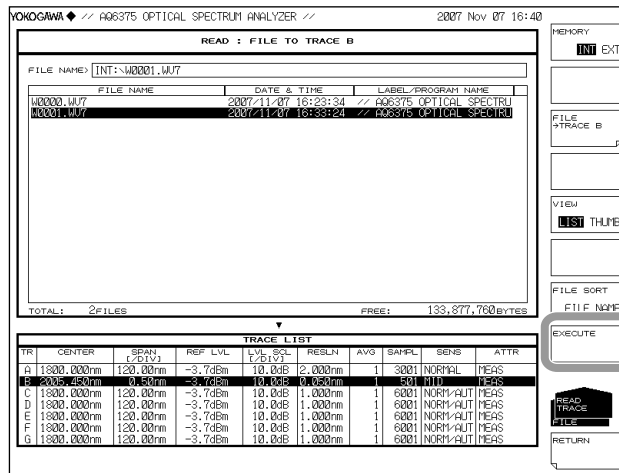 YOKOGAWA ◆ // AQ6375 OPTICAL SPECTRUM ANALYZER // 2007 Nov 07 16:40
READ : FILE TO TRACE B
FILE NAME> INT:\W0001.WV7
FILE NAME DATE & TIME LABEL/PROGRAM NAME
W0000.WV7 2007/11/07 16:23:34 // AQ6375 OPTICAL SPECTRU
W0001.WV7 2007/11/07 16:33:24 // AQ6375 OPTICAL SPECTRU
TOTAL: 2FILES FREE: 133,877,760BYTES
▼
TRACE LIST
TR CENTER SPAN [/DIV] REF LVL LVL SCL [/DIV] RESLN AVG SAMPL SENS ATTR
A 1800.000nm 120.00nm -3.7dBm 10.0dB 2.000nm 1 3001 NORMAL MEAS
B 2005.450nm 0.50nm -3.7dBm 10.0dB 0.050nm 1 501 MID MEAS
C 1800.000nm 120.00nm -3.7dBm 10.0dB 1.000nm 1 6001 NORM/AUT MEAS
D 1800.000nm 120.00nm -3.7dBm 10.0dB 1.000nm 1 6001 NORM/AUT MEAS
E 1800.000nm 120.00nm -3.7dBm 10.0dB 1.000nm 1 6001 NORM/AUT MEAS
F 1800.000nm 120.00nm -3.7dBm 10.0dB 1.000nm 1 6001 NORM/AUT MEAS
G 1800.000nm 120.00nm -3.7dBm 10.0dB 1.000nm 1 6001 NORM/AUT MEAS
MEMORY
INT EXT
FILE
→TRACE B
VIEW
LIST THUMB
FILE SORT
FILE NAME
EXECUTE
READ
TRACE
FILE
RETURN